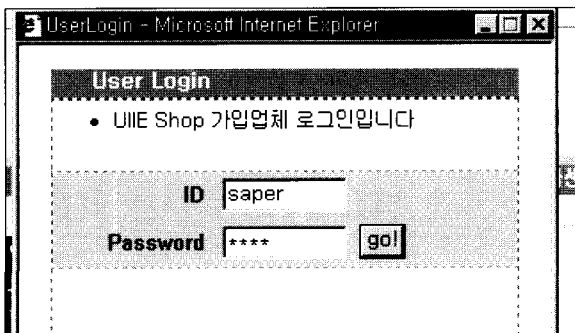 UserLogin - Microsoft Internet Explorer
User Login
• UIIE Shop 가입업체 로그인입니다
ID saper
Password **** go!